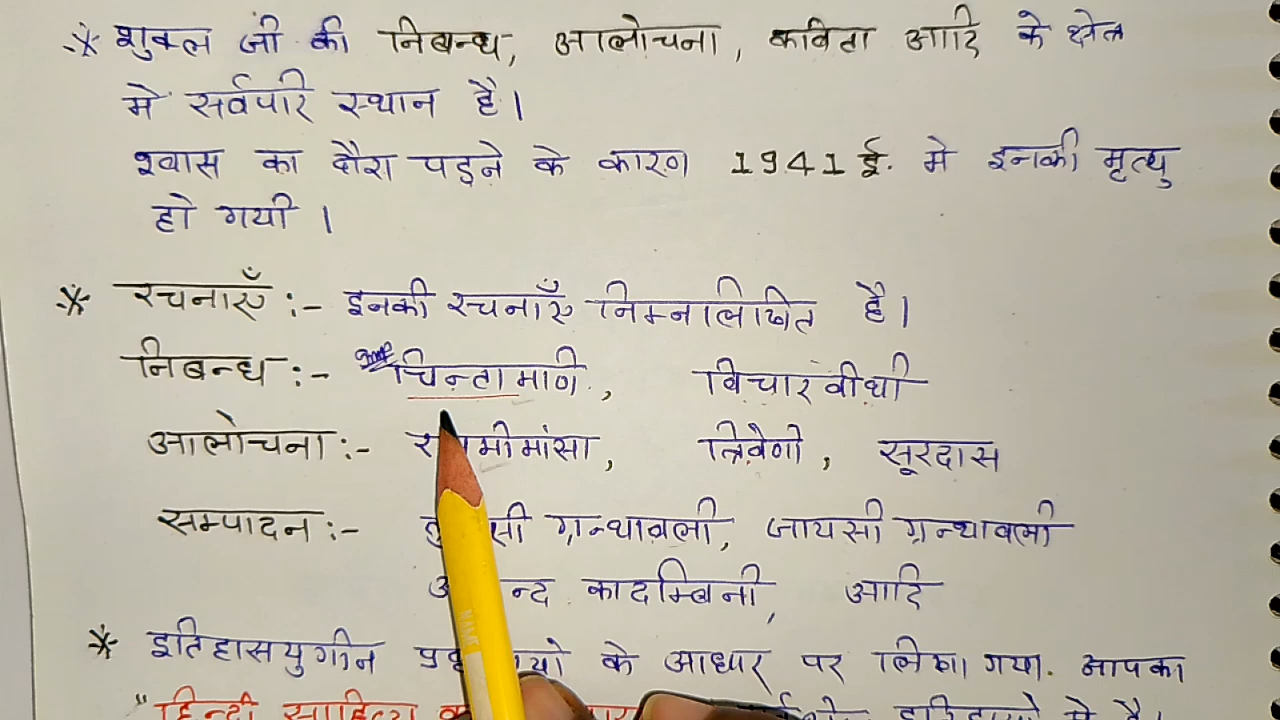 * शुक्ल जी की निबन्ध, आलोचना, कविता आदि के क्षेत्र
मे सर्वपरि स्थान है।
श्वास का दौरा पड़ने के कारण 1941 ई. मे इनकी मृत्यु
हो गयी।
* रचनाएँ :- इनकी रचनाएँ निम्नलिखित है।
निबन्ध :- चिन्तामणि, विचारवीथी
आलोचना :- मीमांसा, त्रिवेणी, सूरदास
सम्पादन :- ग्रन्थावली, जायसी ग्रन्थावली
कादम्बिनी, आदि
* इतिहासयुगीन के आधार पर लिखा गया. आपका
"हिन्दी साहित्य